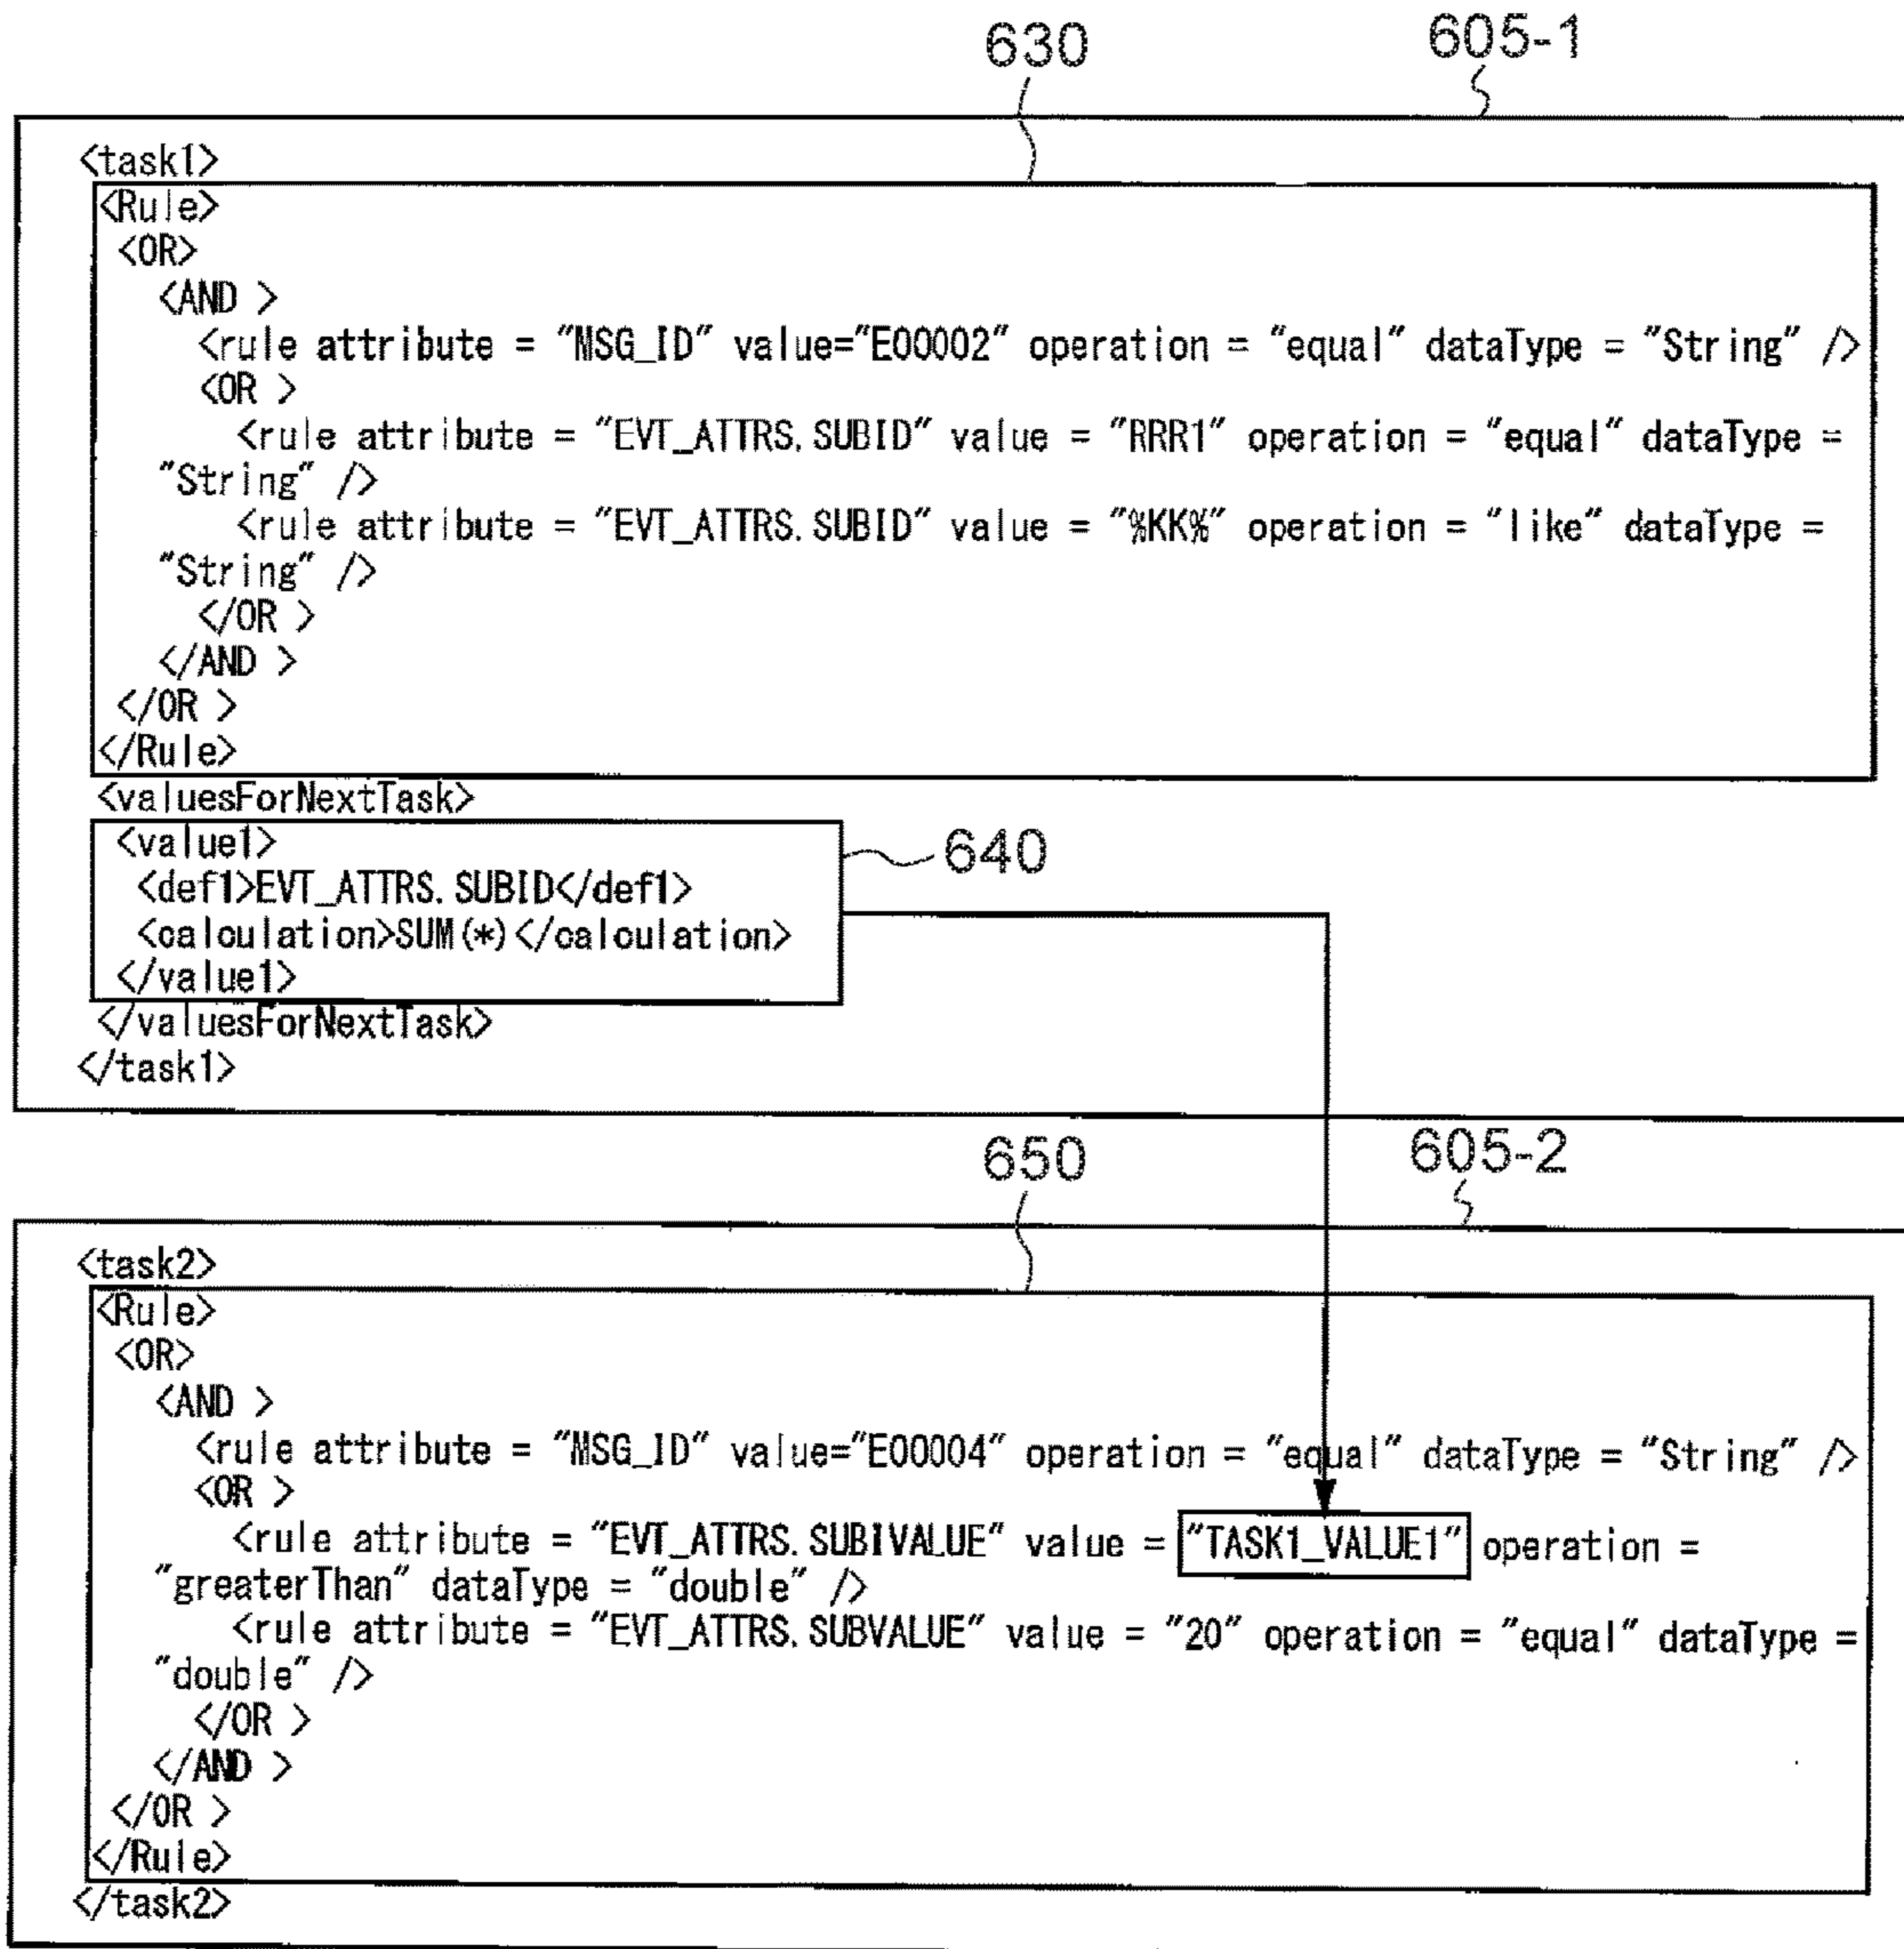 630
605-1
<task1>
<Rule>
<OR>
<AND >
<rule attribute = "MSG_ID" value="E00002" operation = "equal" dataType = "String" />
<OR >
<rule attribute = "EVT_ATTRS.SUBID" value = "RRR1" operation = "equal" dataType =
"String" />
<rule attribute = "EVT_ATTRS.SUBID" value = "%KK%" operation = "like" dataType =
"String" />
</OR >
</AND >
</OR >
</Rule>
<valuesForNextTask>
<value1>
640
<def1>EVT_ATTRS.SUBID</def1>
<calculation>SUM(*)</calculation>
</value1>
</valuesForNextTask>
</task1>
650
605-2
<task2>
<Rule>
<OR>
<AND >
<rule attribute = "MSG_ID" value="E00004" operation = "equal" dataType = "String" />
<OR >
<rule attribute = "EVT_ATTRS.SUBIVALUE" value = "TASK1_VALUE1" operation =
"greaterThan" dataType = "double" />
<rule attribute = "EVT_ATTRS.SUBVALUE" value = "20" operation = "equal" dataType =
"double" />
</OR >
</AND >
</OR >
</Rule>
</task2>